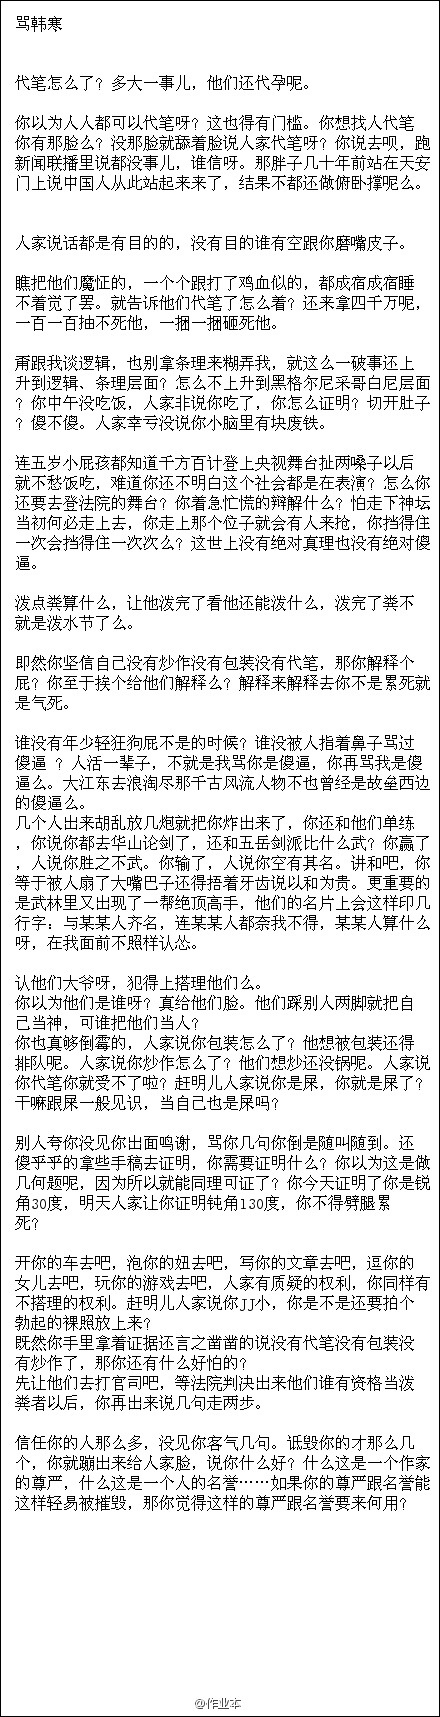 骂韩寒
代笔怎么了？多大一事儿，他们还代孕呢。
你以为人人都可以代笔呀？这也得有门槛。你想找人代笔
你有那脸么？没那脸就舔着脸说人家代笔呀？你说去呗，跑
新闻联播里说都没事儿，谁信呀。那胖子几十年前站在天安
门上说中国人从此站起来来了，结果不都还做俯卧撑呢么。
人家说话都是有目的的，没有目的谁有空跟你磨嘴皮子。
瞧把他们魔怔的，一个个跟打了鸡血似的，都成宿成宿睡
不着觉了罢。就告诉他们代笔了怎么着？还来拿四千万呢，
一百一百抽不死他，一捆一捆砸死他。
甭跟我谈逻辑，也别拿条理来糊弄我，就这么一破事还上
升到逻辑、条理层面？怎么不上升到黑格尔尼采哥白尼层面
？你中午没吃饭，人家非说你吃了，你怎么证明？切开肚子
？傻不傻。人家幸亏没说你小脑里有块废铁。
连五岁小屁孩都知道千方百计登上央视舞台扯两嗓子以后
就不愁饭吃，难道你还不明白这个社会都是在表演？怎么你
还要去登法院的舞台？你着急忙慌的辩解什么？怕走下神坛
当初何必走上去，你走上那个位子就会有人来抢，你挡得住
一次会挡得住一次次么？这世上没有绝对真理也没有绝对傻
逼。
泼点粪算什么，让他泼完了看他还能泼什么，泼完了粪不
就是泼水节了么。
即然你坚信自己没有炒作没有包装没有代笔，那你解释个
屁？你至于挨个给他们解释么？解释来解释去你不是累死就
是气死。
谁没有年少轻狂狗屁不是的时候？谁没被人指着鼻子骂过
傻逼 ？人活一辈子，不就是我骂你是傻逼，你再骂我是傻
逼么。大江东去浪淘尽那千古风流人物不也曾经是故垒西边
的傻逼么。
几个人出来胡乱放几炮就把你炸出来了，你还和他们单练
，你说你都去华山论剑了，还和五岳剑派比什么武？你赢了
，人说你胜之不武。你输了，人说你空有其名。讲和吧，你
等于被人扇了大嘴巴子还得捂着牙齿说以和为贵。更重要的
是武林里又出现了一帮绝顶高手，他们的名片上会这样印几
行字：与某某人齐名，连某某人都奈我不得，某某人算什么
呀，在我面前不照样认怂。
认他们大爷呀，犯得上搭理他们么。
你以为他们是谁呀？真给他们脸。他们踩别人两脚就把自
己当神，可谁把他们当人？
你也真够倒霉的，人家说你包装怎么了？他想被包装还得
排队呢。人家说你炒作怎么了？他们想炒还没锅呢。人家说
你代笔你就受不了啦？赶明儿人家说你是屎，你就是屎了？
干嘛跟屎一般见识，当自己也是屎吗？
别人夸你没见你出面鸣谢，骂你几句你倒是随叫随到。还
傻乎乎的拿些手稿去证明，你需要证明什么？你以为这是做
几何题呢，因为所以就能同理可证了？你今天证明了你是锐
角30度，明天人家让你证明钝角130度，你不得劈腿累
死？
开你的车去吧，泡你的妞去吧，写你的文章去吧，逗你的
女儿去吧，玩你的游戏去吧，人家有质疑的权利，你同样有
不搭理的权利。赶明儿人家说你JJ小，你是不是还要拍个
勃起的裸照放上来？
既然你手里拿着证据还言之凿凿的说没有代笔没有包装没
有炒作了，那你还有什么好怕的？
先让他们去打官司吧，等法院判决出来他们谁有资格当泼
粪者以后，你再出来说几句走两步。
信任你的人那么多，没见你客气几句。诋毁你的才那么几
个，你就蹦出来给人家脸，说你什么好？什么这是一个作家
的尊严，什么这是一个人的名誉……如果你的尊严跟名誉能
这样轻易被摧毁，那你觉得这样的尊严跟名誉要来何用？
@作业本